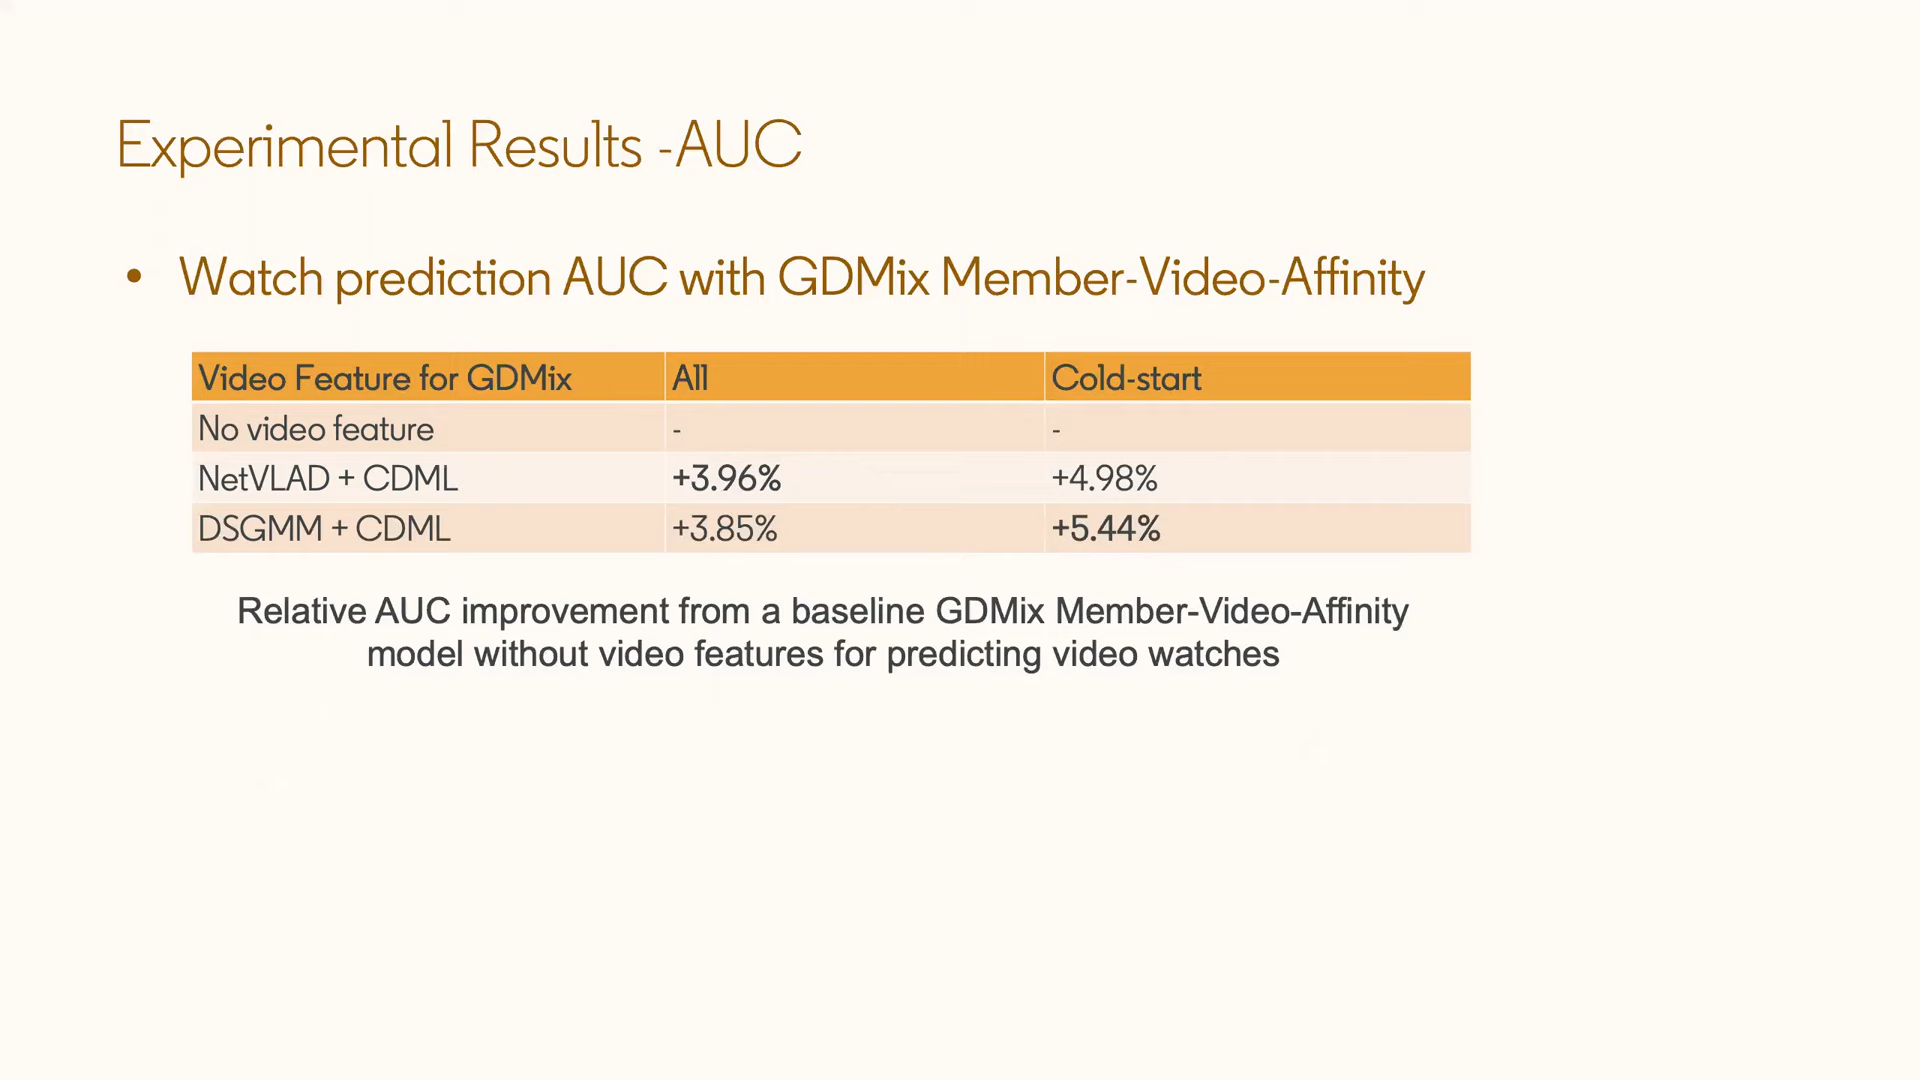 Experimental Results -AUC
• Watch prediction AUC with GDMix Member-Video-Affinity
Video Feature for GDMix All Cold-start
No video feature - -
NetVLAD + CDML +3.96% +4.98%
DSGMM + CDML +3.85% +5.44%
Relative AUC improvement from a baseline GDMix Member-Video-Affinity
model without video features for predicting video watches